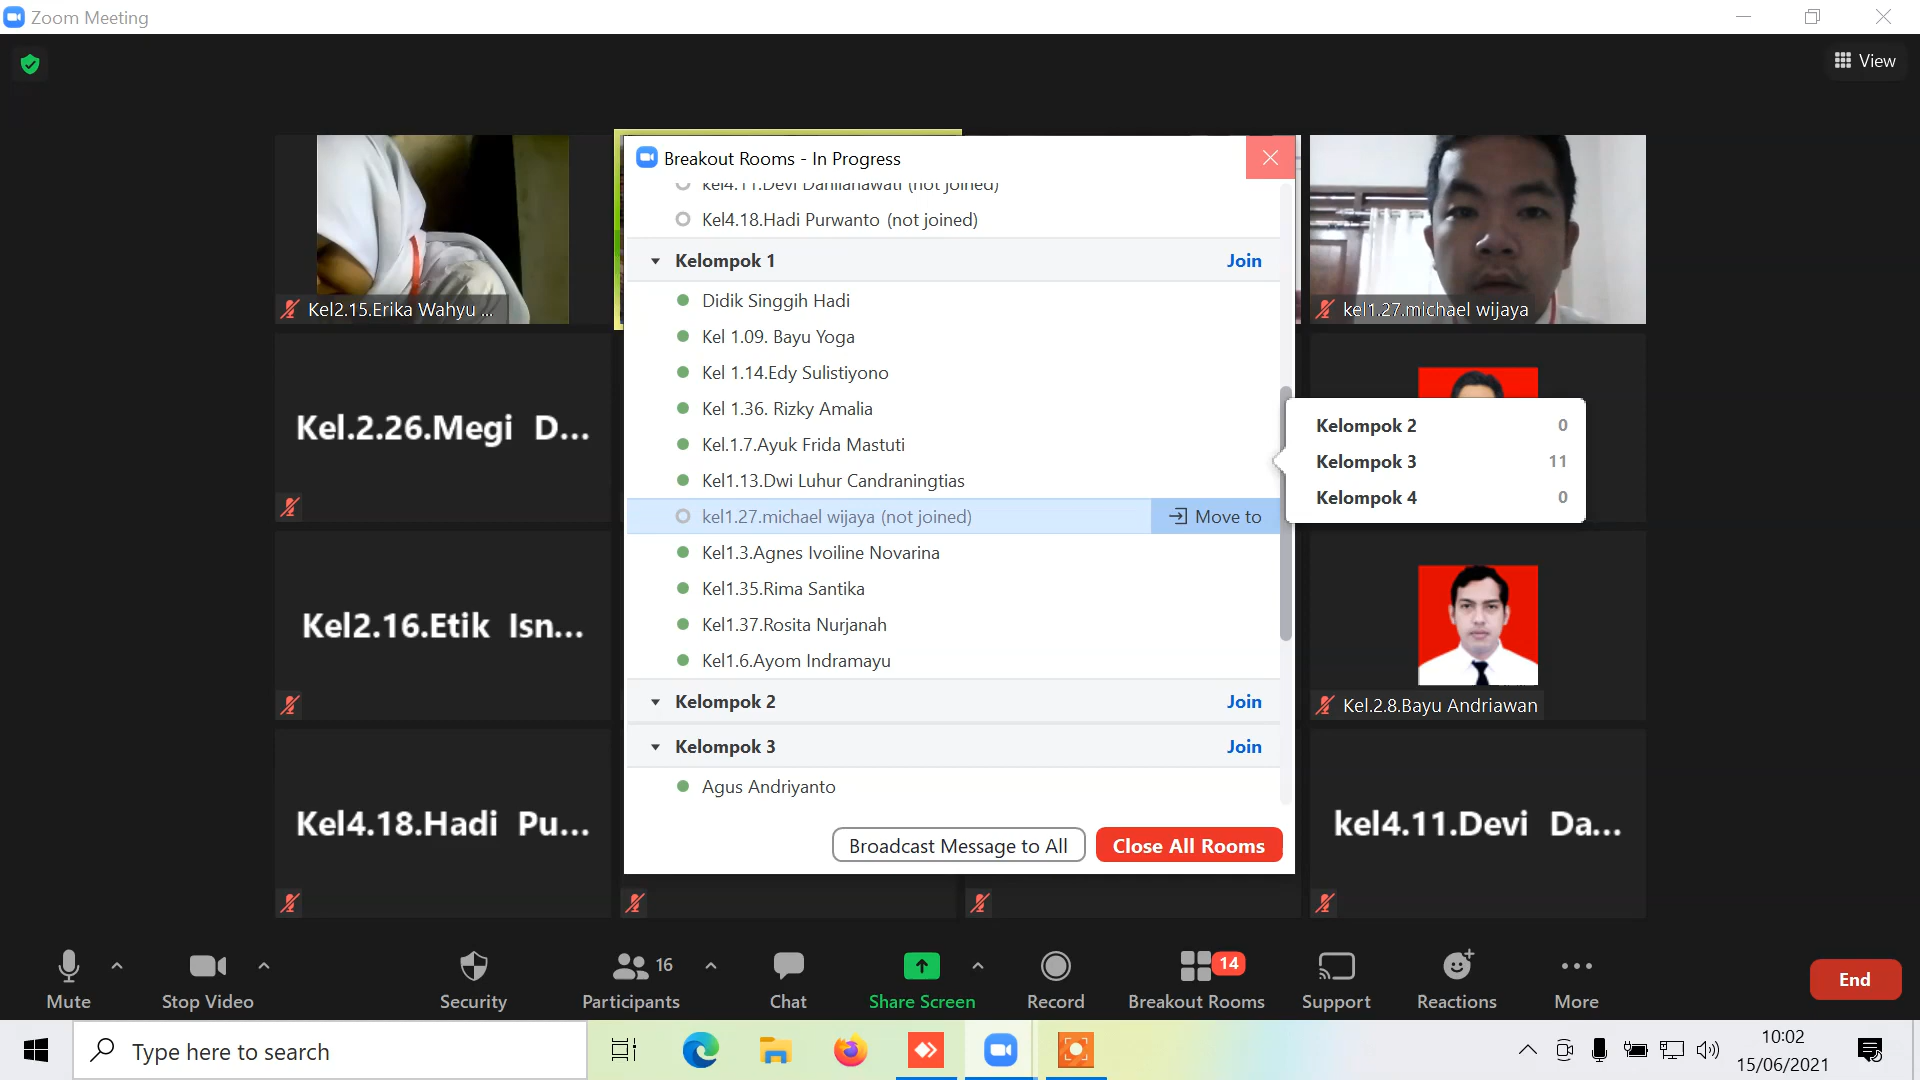 Zoom Meeting
View
Kel2.15.Erika Wahyu ...
kel1.27.michael wijaya
Kel.2.26.Megi D...
Kel2.16.Etik Isn...
Kel.2.8.Bayu Andriawan
Kel4.18.Hadi Pu...
kel4.11.Devi Da...
Breakout Rooms - In Progress
kel4.11.Devi Dahlianawati (not joined)
Kel4.18.Hadi Purwanto (not joined)
Kelompok 1 Join
Didik Singgih Hadi
Kel 1.09. Bayu Yoga
Kel 1.14.Edy Sulistiyono
Kel 1.36. Rizky Amalia
Kel.1.7.Ayuk Frida Mastuti
Kel1.13.Dwi Luhur Candraningtias
kel1.27.michael wijaya (not joined) Move to
Kel1.3.Agnes Ivoiline Novarina
Kel1.35.Rima Santika
Kel1.37.Rosita Nurjanah
Kel1.6.Ayom Indramayu
Kelompok 2 Join
Kelompok 3 Join
Agus Andriyanto
Broadcast Message to All Close All Rooms
Kelompok 2 0
Kelompok 3 11
Kelompok 4 0
Mute
Stop Video
Security
16
Participants
Chat
Share Screen
Record
14
Breakout Rooms
Support
Reactions
More
End
Type here to search
10:02
15/06/2021